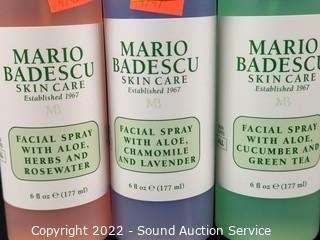 MARIO
BADESCU
SKIN CARE
Established 1967
MB
FACIAL SPRAY
WITH ALOE,
HERBS AND
ROSEWATER
6 fl oz ℮ (177 ml)
MARIO
BADESCU
SKIN CARE
Established 1967
MB
FACIAL SPRAY
WITH ALOE,
CHAMOMILE
AND LAVENDER
6 fl oz ℮ (177 ml)
MARIO
BADESCU
SKIN CARE
Established 1967
MB
FACIAL SPRAY
WITH ALOE,
CUCUMBER AND
GREEN TEA
6 fl oz ℮ (177 ml)
Copyright 2022 - Sound Auction Service